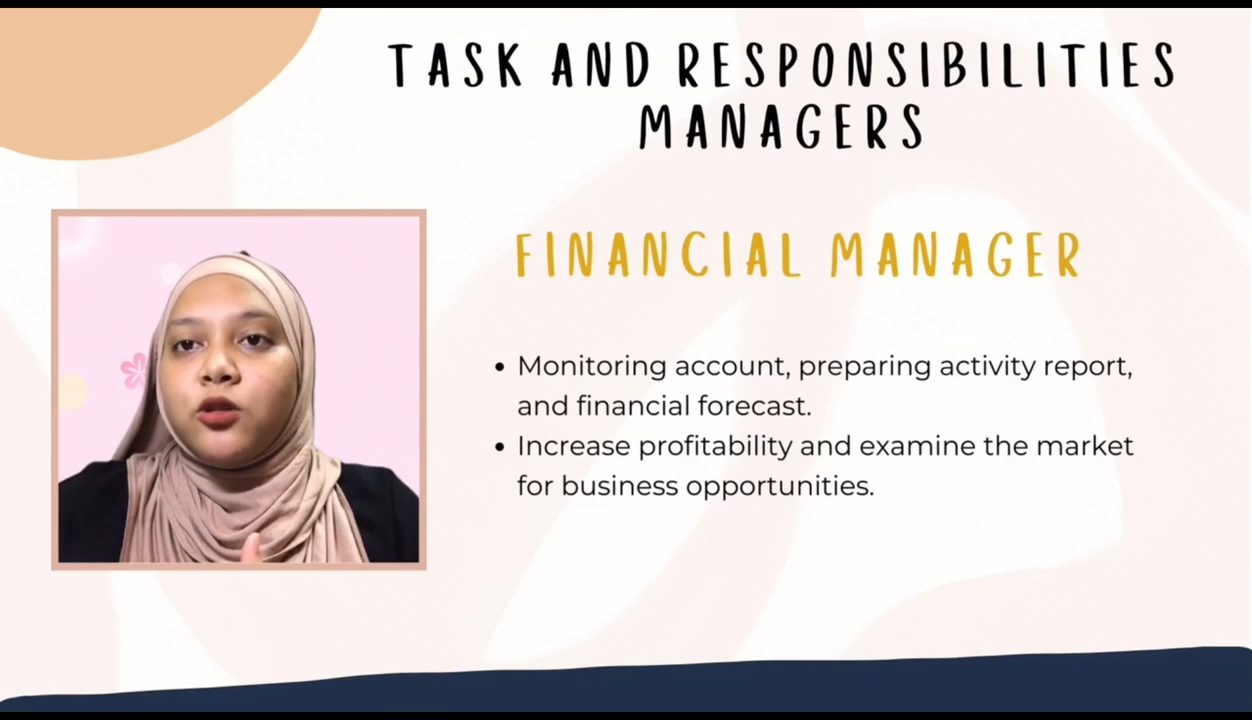 TASK AND RESPONSIBILITIES
MANAGERS
FINANCIAL MANAGER
• Monitoring account, preparing activity report,
and financial forecast.
• Increase profitability and examine the market
for business opportunities.